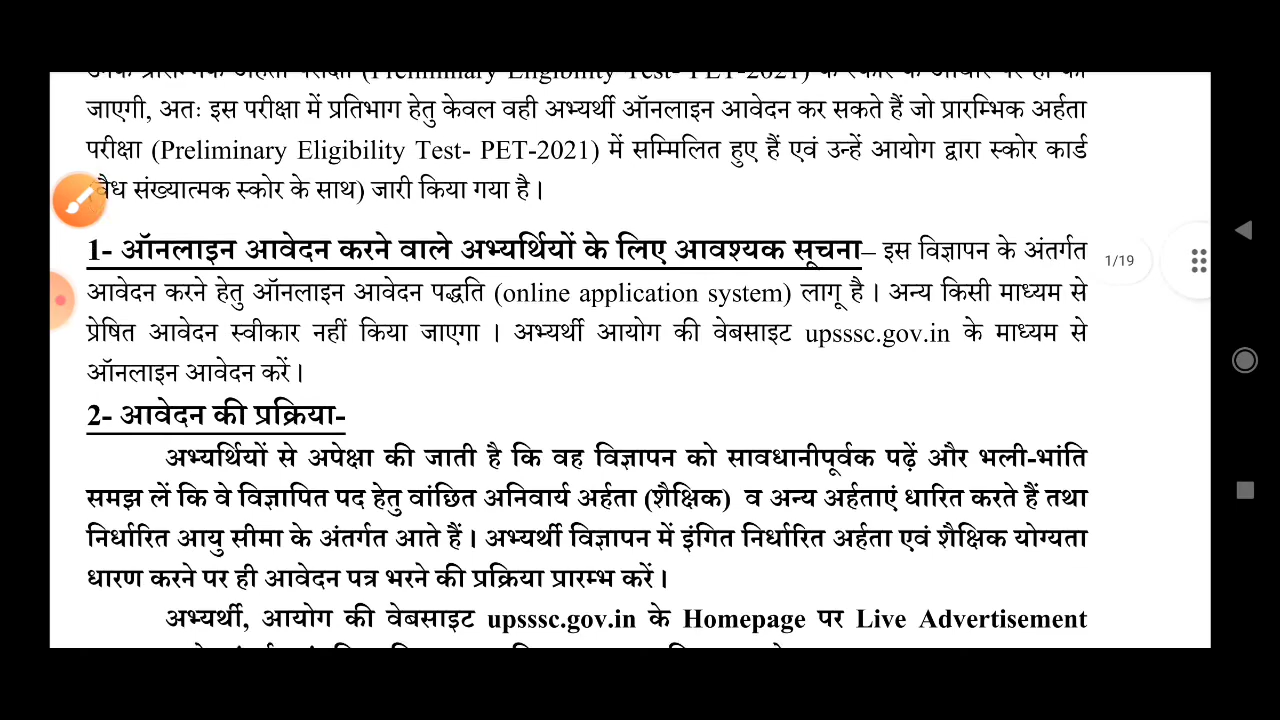 (Preliminary Eligibility Test- PET-2021) के स्कोर के आधार पर ही की
जाएगी, अतः इस परीक्षा में प्रतिभाग हेतु केवल वही अभ्यर्थी ऑनलाइन आवेदन कर सकते हैं जो प्रारम्भिक अर्हता
परीक्षा (Preliminary Eligibility Test- PET-2021) में सम्मिलित हुए हैं एवं उन्हें आयोग द्वारा स्कोर कार्ड
(वैध संख्यात्मक स्कोर के साथ) जारी किया गया है।
1- ऑनलाइन आवेदन करने वाले अभ्यर्थियों के लिए आवश्यक सूचना– इस विज्ञापन के अंतर्गत
1/19
आवेदन करने हेतु ऑनलाइन आवेदन पद्धति (online application system) लागू है। अन्य किसी माध्यम से
प्रेषित आवेदन स्वीकार नहीं किया जाएगा । अभ्यर्थी आयोग की वेबसाइट upsssc.gov.in के माध्यम से
ऑनलाइन आवेदन करें।
2- आवेदन की प्रक्रिया-
अभ्यर्थियों से अपेक्षा की जाती है कि वह विज्ञापन को सावधानीपूर्वक पढ़ें और भली-भांति
समझ लें कि वे विज्ञापित पद हेतु वांछित अनिवार्य अर्हता (शैक्षिक) व अन्य अर्हताएं धारित करते हैं तथा
निर्धारित आयु सीमा के अंतर्गत आते हैं। अभ्यर्थी विज्ञापन में इंगित निर्धारित अर्हता एवं शैक्षिक योग्यता
धारण करने पर ही आवेदन पत्र भरने की प्रक्रिया प्रारम्भ करें।
अभ्यर्थी, आयोग की वेबसाइट upsssc.gov.in के Homepage पर Live Advertisement